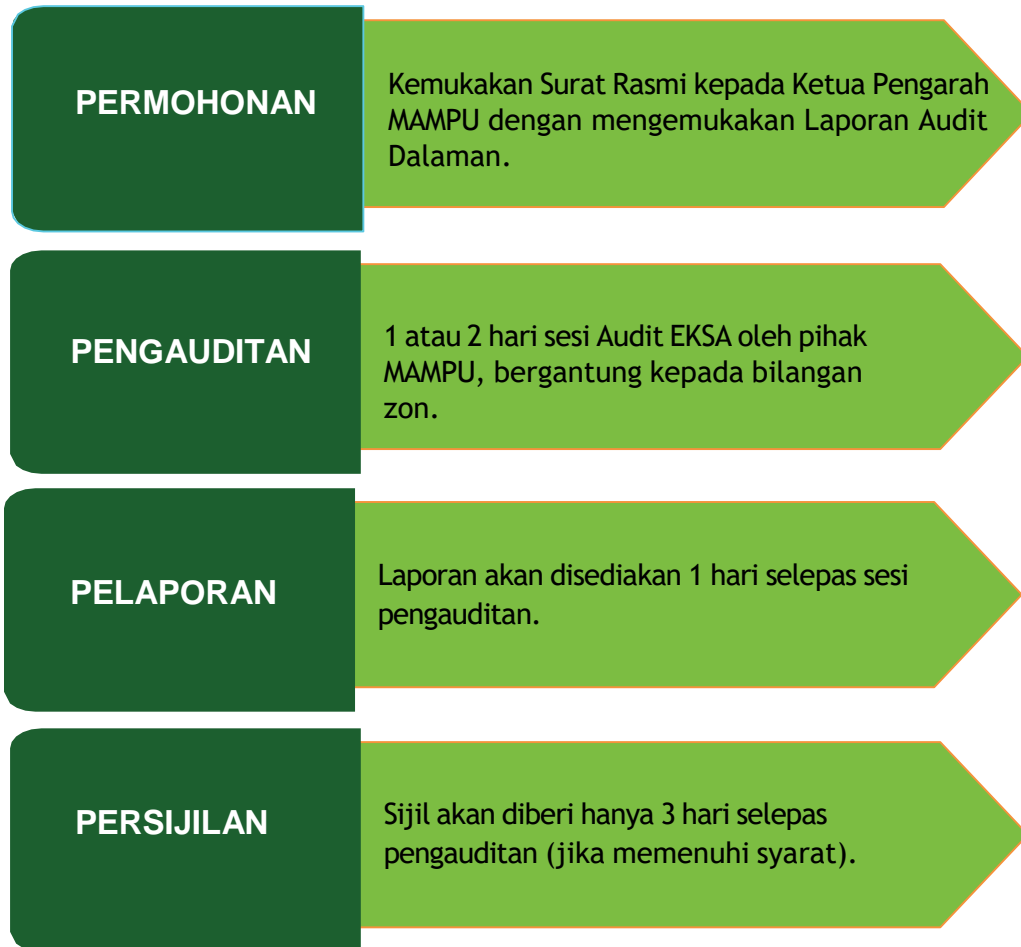 PERMOHONAN
Kemukakan Surat Rasmi kepada Ketua Pengarah
MAMPU dengan mengemukakan Laporan Audit
Dalaman.
PENGAUDITAN
1 atau 2 hari sesi Audit EKSA oleh pihak
MAMPU, bergantung kepada bilangan
zon.
PELAPORAN
Laporan akan disediakan 1 hari selepas sesi
pengauditan.
PERSIJILAN
Sijil akan diberi hanya 3 hari selepas
pengauditan (jika memenuhi syarat).